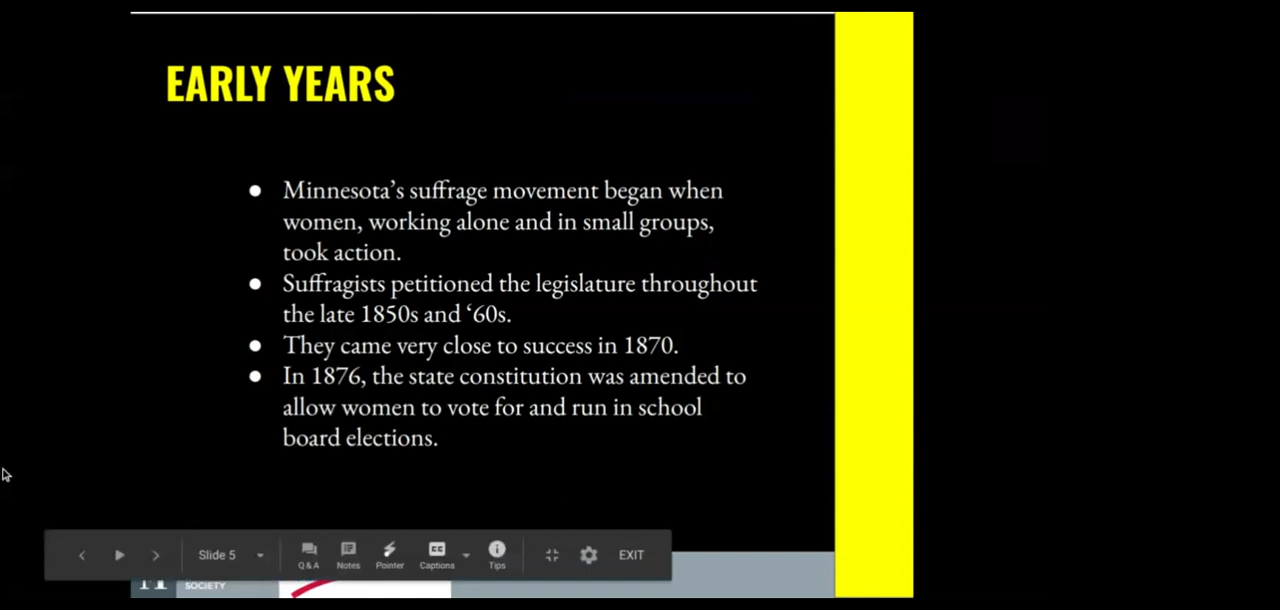 EARLY YEARS
● Minnesota’s suffrage movement began when
women, working alone and in small groups,
took action.
● Suffragists petitioned the legislature throughout
the late 1850s and ‘60s.
● They came very close to success in 1870.
● In 1876, the state constitution was amended to
allow women to vote for and run in school
board elections.
Slide 5
Q & A Notes Pointer CC Captions Tips EXIT
SOCIETY